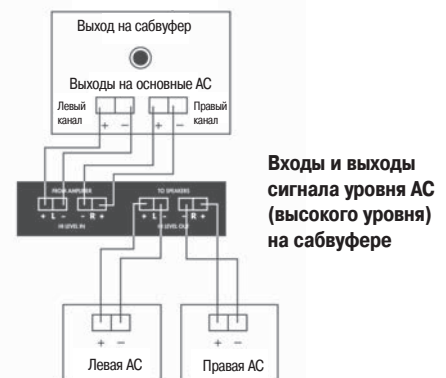 Выход на сабвуфер
Выходы на основные АС
Левый канал
Правый канал
+ − + −
Входы и выходы
сигнала уровня АС
(высокого уровня)
на сабвуфере
FROM AMPLIFIER
TO SPEAKERS
+ L - - R +
+ L - - R +
HI LEVEL IN
HI LEVEL OUT
+ −
+ −
Левая АС
Правая АС